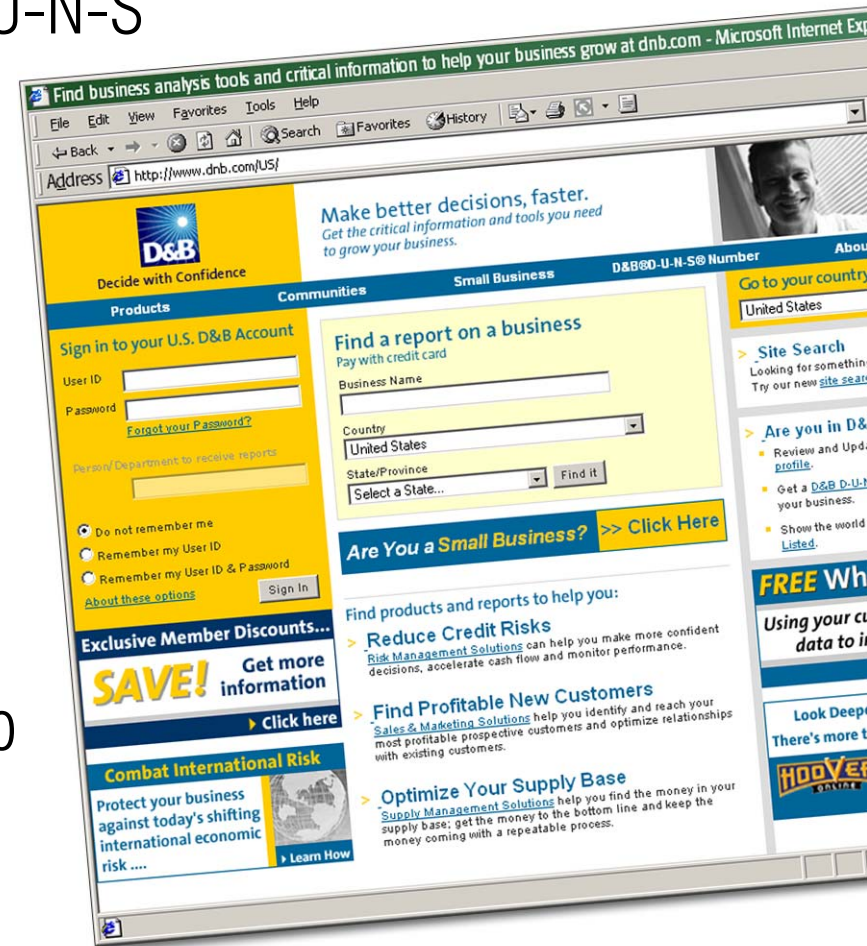 U-N-S
Find business analysis tools and critical information to help your business grow at dnb.com - Microsoft Internet
File Edit View Favorites Tools Help
Back Search Favorites History
Address http://www.dnb.com/US/
D&B
Decide with Confidence
Make better decisions, faster.
Get the critical information and tools you need
to grow your business.
Products Communities Small Business D&B®D-U-N-S® Number
Sign in to your U.S. D&B Account
User ID
Password
Forgot your Password?
Person/Department to receive reports
Do not remember me
Remember my User ID
Remember my User ID & Password
About these options
Sign In
Exclusive Member Discounts...
SAVE!
Get more
information
Click here
Combat International Risk
Protect your business
against today's shifting
international economic
risk ....
Learn How
Find a report on a business
Pay with credit card
Business Name
Country
United States
State/Province
Select a State...
Find it
Are You a Small Business? >> Click Here
Find products and reports to help you:
> Reduce Credit Risks
Risk Management Solutions can help you make more confident
decisions, accelerate cash flow and monitor performance.
> Find Profitable New Customers
Sales & Marketing Solutions help you identify and reach your
most profitable prospective customers and optimize relationships
with existing customers.
> Optimize Your Supply Base
Supply Management Solutions help you find the money in your
supply base; get the money to the bottom line and keep the
money coming with a repeatable process.
Go to your country
United States
> Site Search
Looking for
Try our new site
> Are you in
Review and
profile.
Get a D&B
your business.
Show the world
Listed.
FREE
Using your
data to
Look
There's more
ONLINE
0